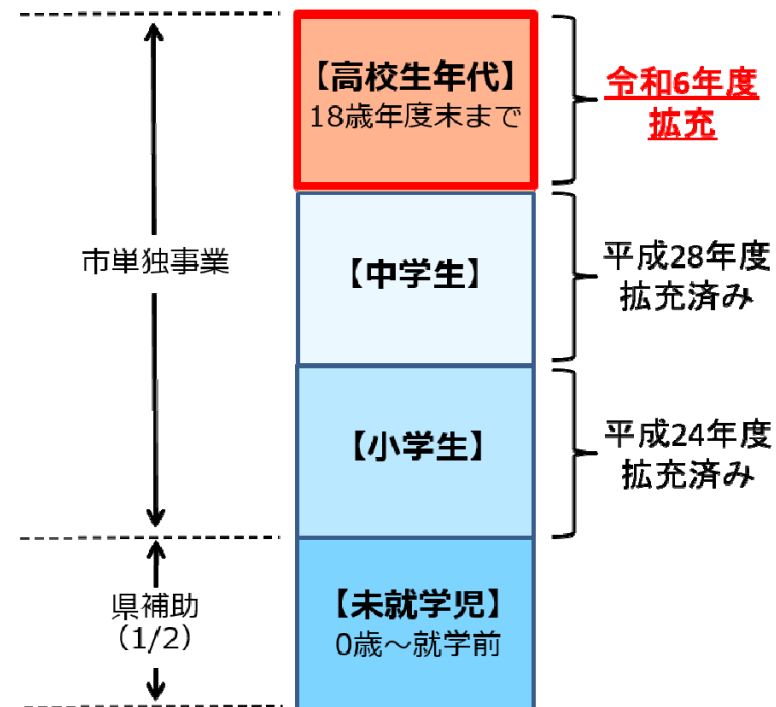 【高校生年代】
18歳年度末まで
令和6年度
拡充
市単独事業
【中学生】
平成28年度
拡充済み
【小学生】
平成24年度
拡充済み
県補助
（1/2）
【未就学児】
0歳～就学前